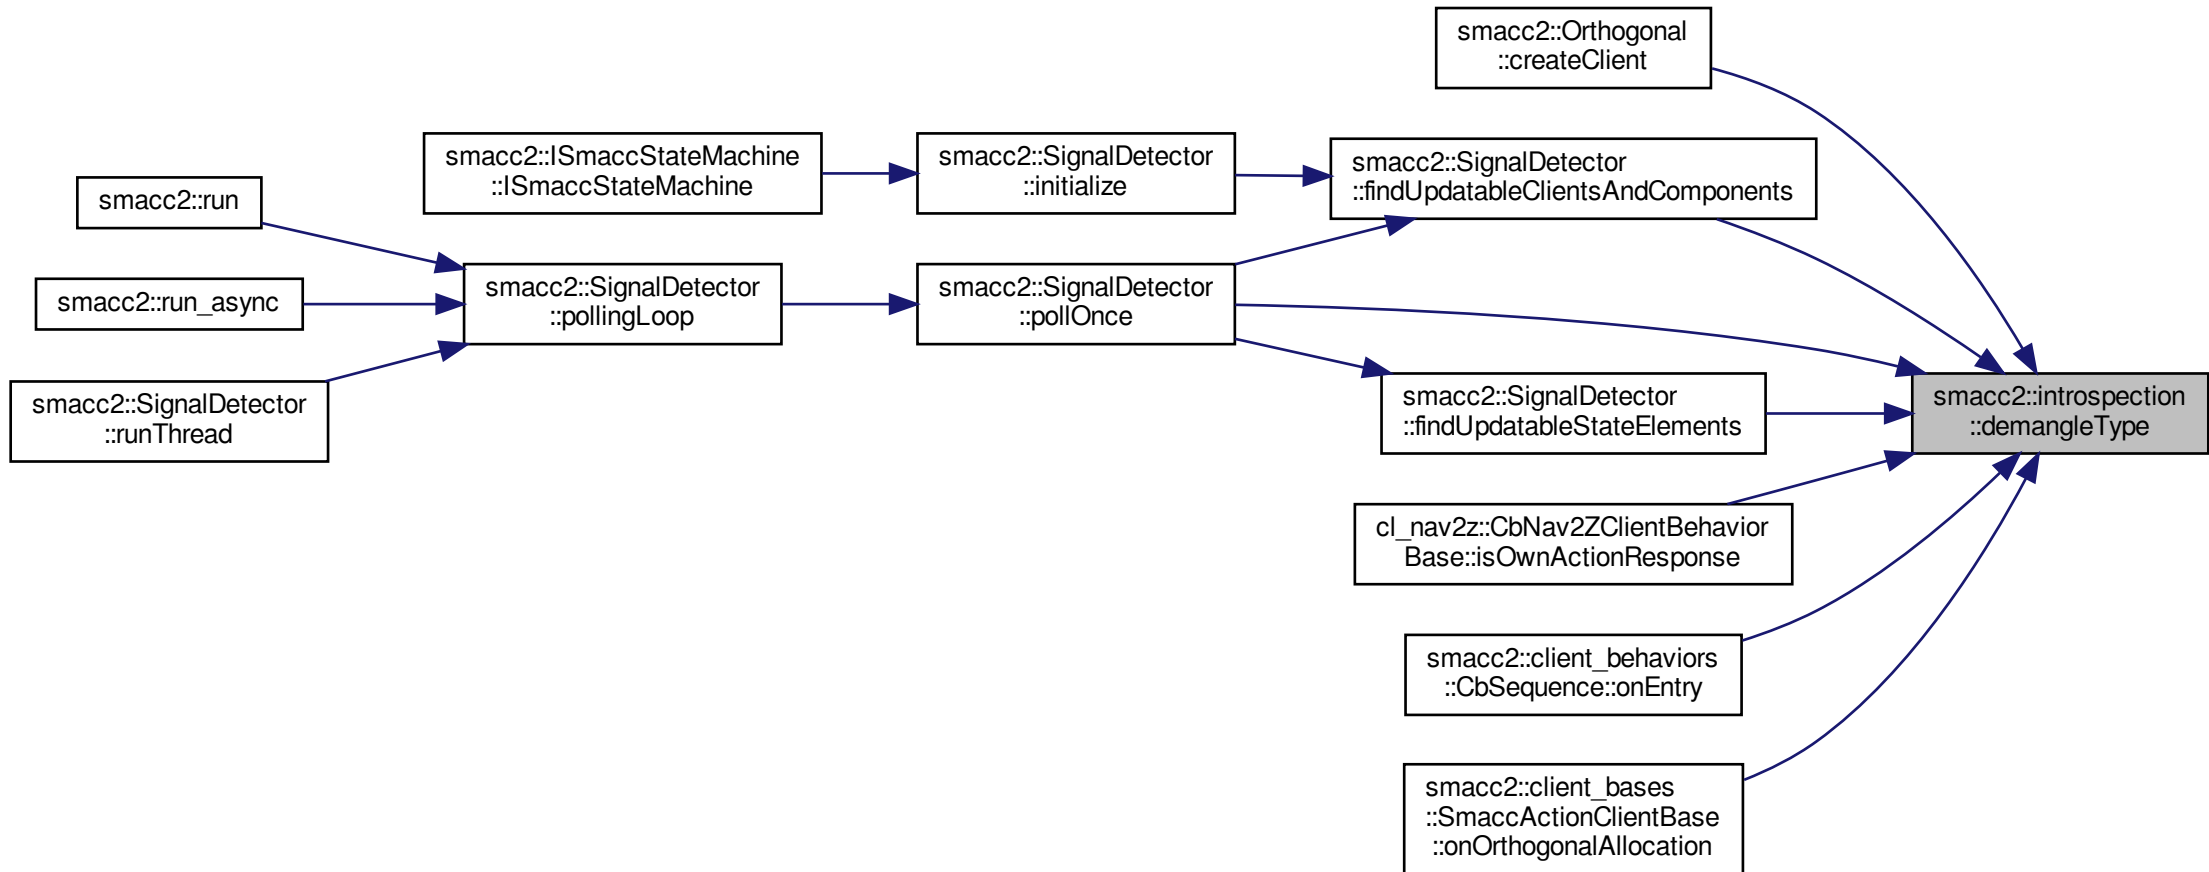 smacc2::Orthogonal
::createClient
smacc2::ISmaccStateMachine
::ISmaccStateMachine
smacc2::SignalDetector
::initialize
smacc2::SignalDetector
::findUpdatableClientsAndComponents
smacc2::run
smacc2::run_async
smacc2::SignalDetector
::runThread
smacc2::SignalDetector
::pollingLoop
smacc2::SignalDetector
::pollOnce
smacc2::SignalDetector
::findUpdatableStateElements
smacc2::introspection
::demangleType
cl_nav2z::CbNav2ZClientBehavior
Base::isOwnActionResponse
smacc2::client_behaviors
::CbSequence::onEntry
smacc2::client_bases
::SmaccActionClientBase
::onOrthogonalAllocation